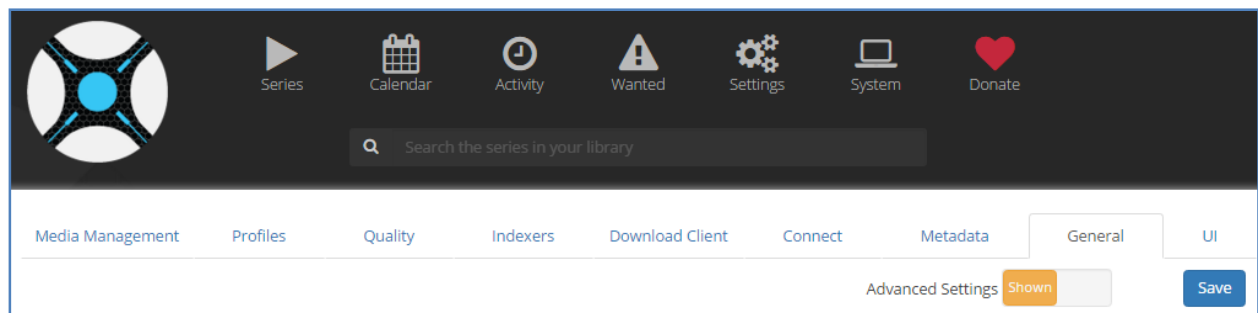 Series Calendar Activity Wanted Settings System Donate
Search the series in your library
Media Management Profiles Quality Indexers Download Client Connect Metadata General UI
Advanced Settings Shown Save